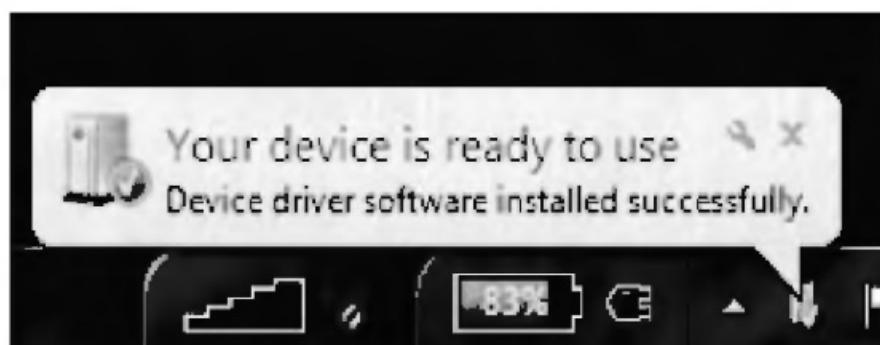 Your device is ready to use
Device driver software installed successfully.
83%